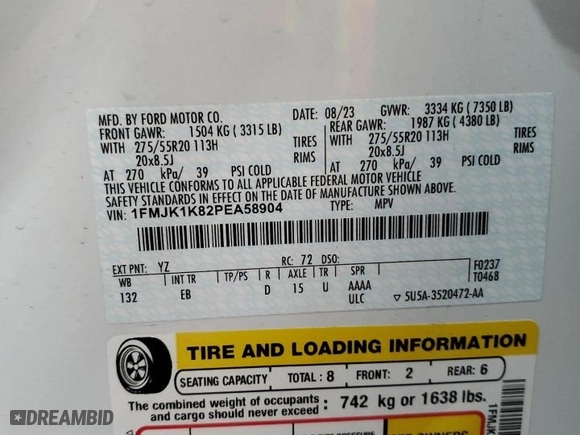 MFD. BY FORD MOTOR CO. DATE: 08/23 GVWR: 3334 KG ( 7350 LB)
FRONT GAWR: 1504 KG ( 3315 LB) REAR GAWR: 1987 KG ( 4380 LB)
WITH 275/55R20 113H TIRES WITH 275/55R20 113H TIRES
20x8.5J RIMS 20x8.5J RIMS
AT 270 kPa/ 39 PSI COLD AT 270 kPa/ 39 PSI COLD
THIS VEHICLE CONFORMS TO ALL APPLICABLE FEDERAL MOTOR VEHICLE
SAFETY STANDARDS IN EFFECT ON THE DATE OF MANUFACTURE SHOWN ABOVE.
VIN: 1FMJK1K82PEA58904 TYPE: MPV
EXT PNT: YZ RC: 72 DSO: F0237
WB INT TR TP/PS R AXLE TR SPR T0468
132 EB D 15 U AAAA
ULC ▽ 5U5A-3520472-AA
TIRE AND LOADING INFORMATION
SEATING CAPACITY TOTAL: 8 FRONT: 2 REAR: 6
The combined weight of occupants and cargo should never exceed: 742 kg or 1638 lbs.
1FMJK
DREAMBID